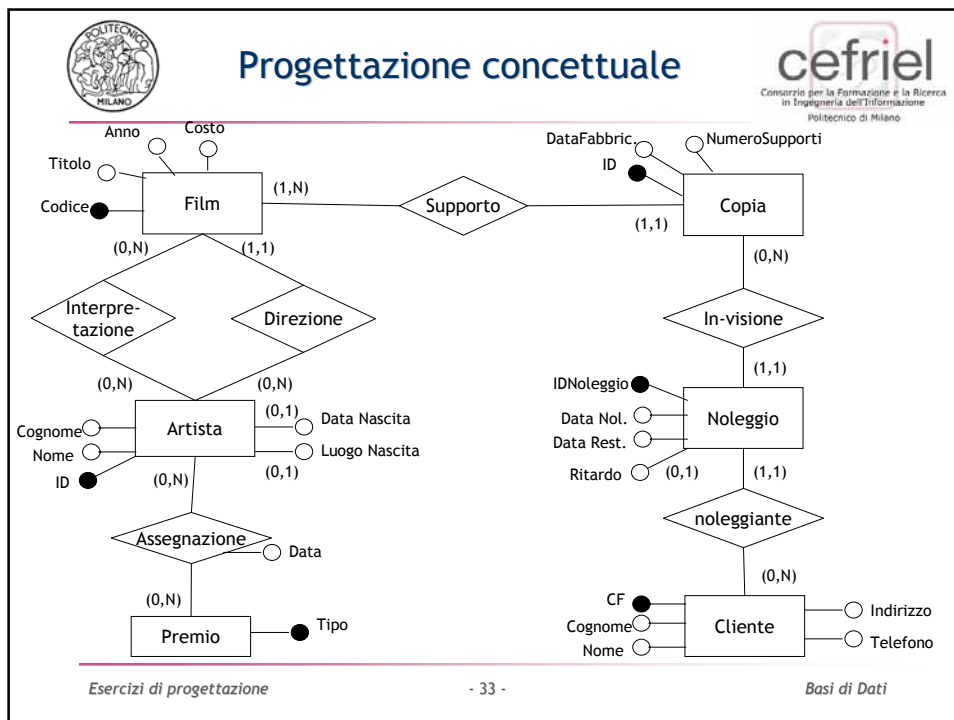 POLITECNICO
MILANO
Progettazione concettuale
cefriel
Consorzio per la Formazione e la Ricerca
in Ingegneria dell'Informazione
Politecnico di Milano
Anno
Costo
Titolo
Codice
Film
(1,N)
Supporto
DataFabbric.
NumeroSupporti
ID
Copia
(1,1)
(0,N)
(1,1)
(0,N)
Interpre-
tazione
Direzione
In-visione
(0,N)
(0,N)
(1,1)
IDNoleggio
Data Nol.
Data Rest.
Ritardo
(0,1)
Noleggio
(1,1)
Cognome
Nome
ID
Artista
(0,1)
Data Nascita
Luogo Nascita
(0,1)
(0,N)
noleggiante
Assegnazione
Data
(0,N)
(0,N)
Premio
Tipo
CF
Cognome
Nome
Cliente
Indirizzo
Telefono
Esercizi di progettazione
- 33 -
Basi di Dati